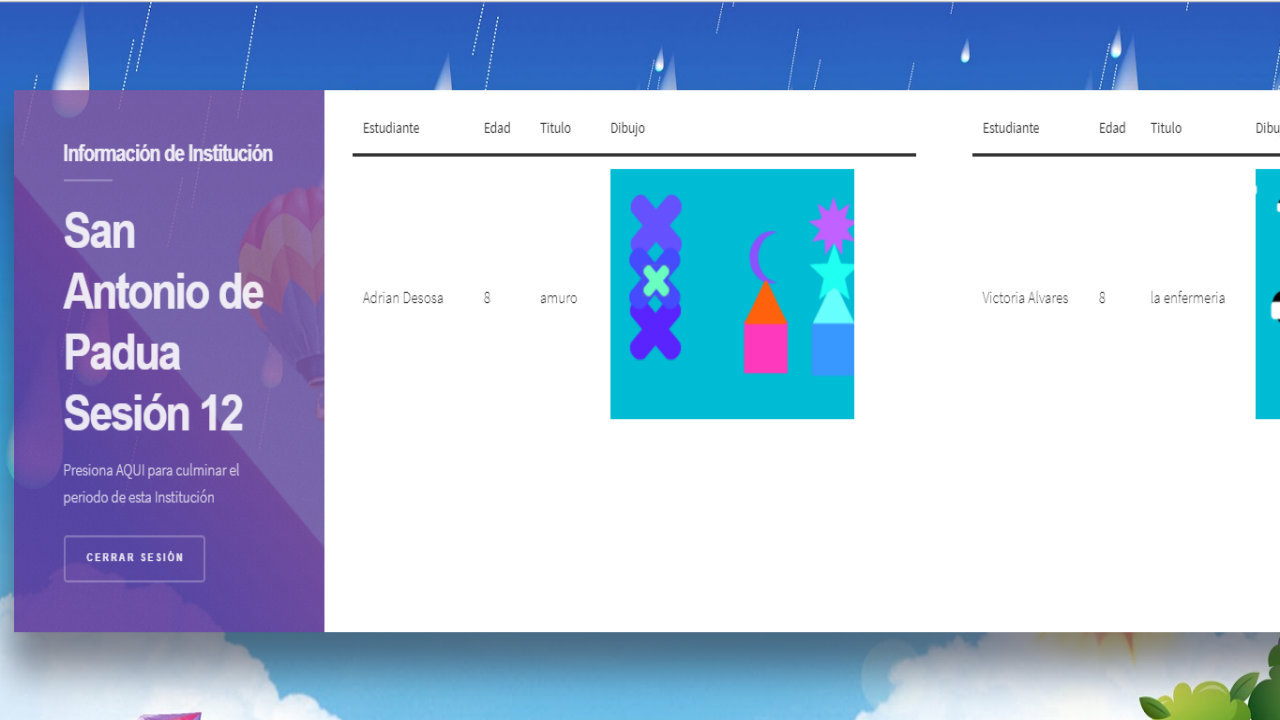 Información de Institución
San
Antonio de
Padua
Sesión 12
Presiona AQUI para culminar el
periodo de esta Institución
CERRAR SESIÓN
Estudiante Edad Titulo Dibujo
Adrian Desosa 8 amuro
Estudiante Edad Titulo
Victoria Alvares 8 la enfermeria